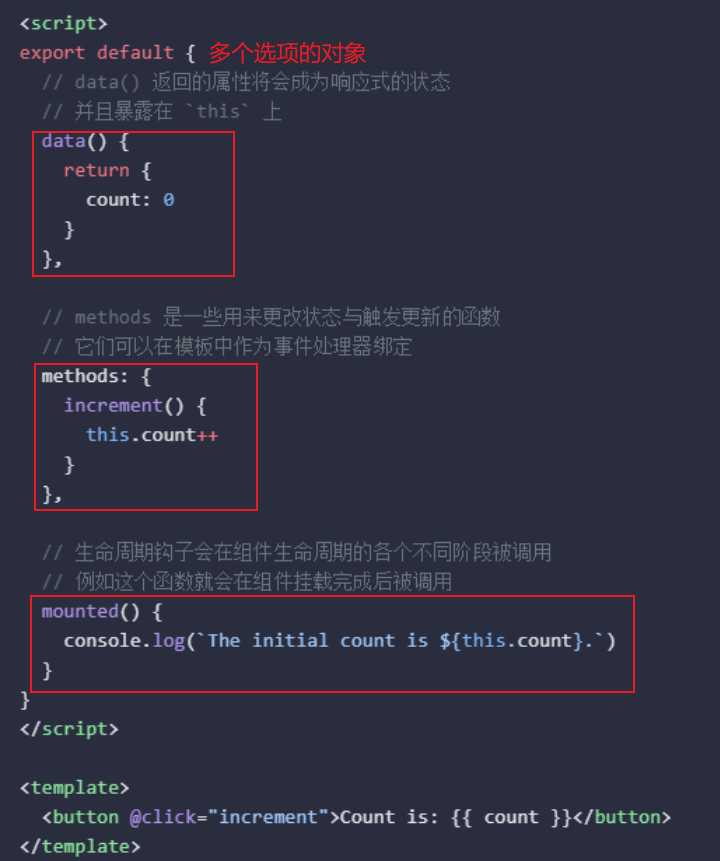 <script>
export default { 多个选项的对象
  // data() 返回的属性将会成为响应式的状态
  // 并且暴露在 `this` 上
  data() {
    return {
      count: 0
    }
  },

  // methods 是一些用来更改状态与触发更新的函数
  // 它们可以在模板中作为事件处理器绑定
  methods: {
    increment() {
      this.count++
    }
  },

  // 生命周期钩子会在组件生命周期的各个不同阶段被调用
  // 例如这个函数就会在组件挂载完成后被调用
  mounted() {
    console.log(`The initial count is ${this.count}.`)
  }
}
</script>

<template>
  <button @click="increment">Count is: {{ count }}</button>
</template>